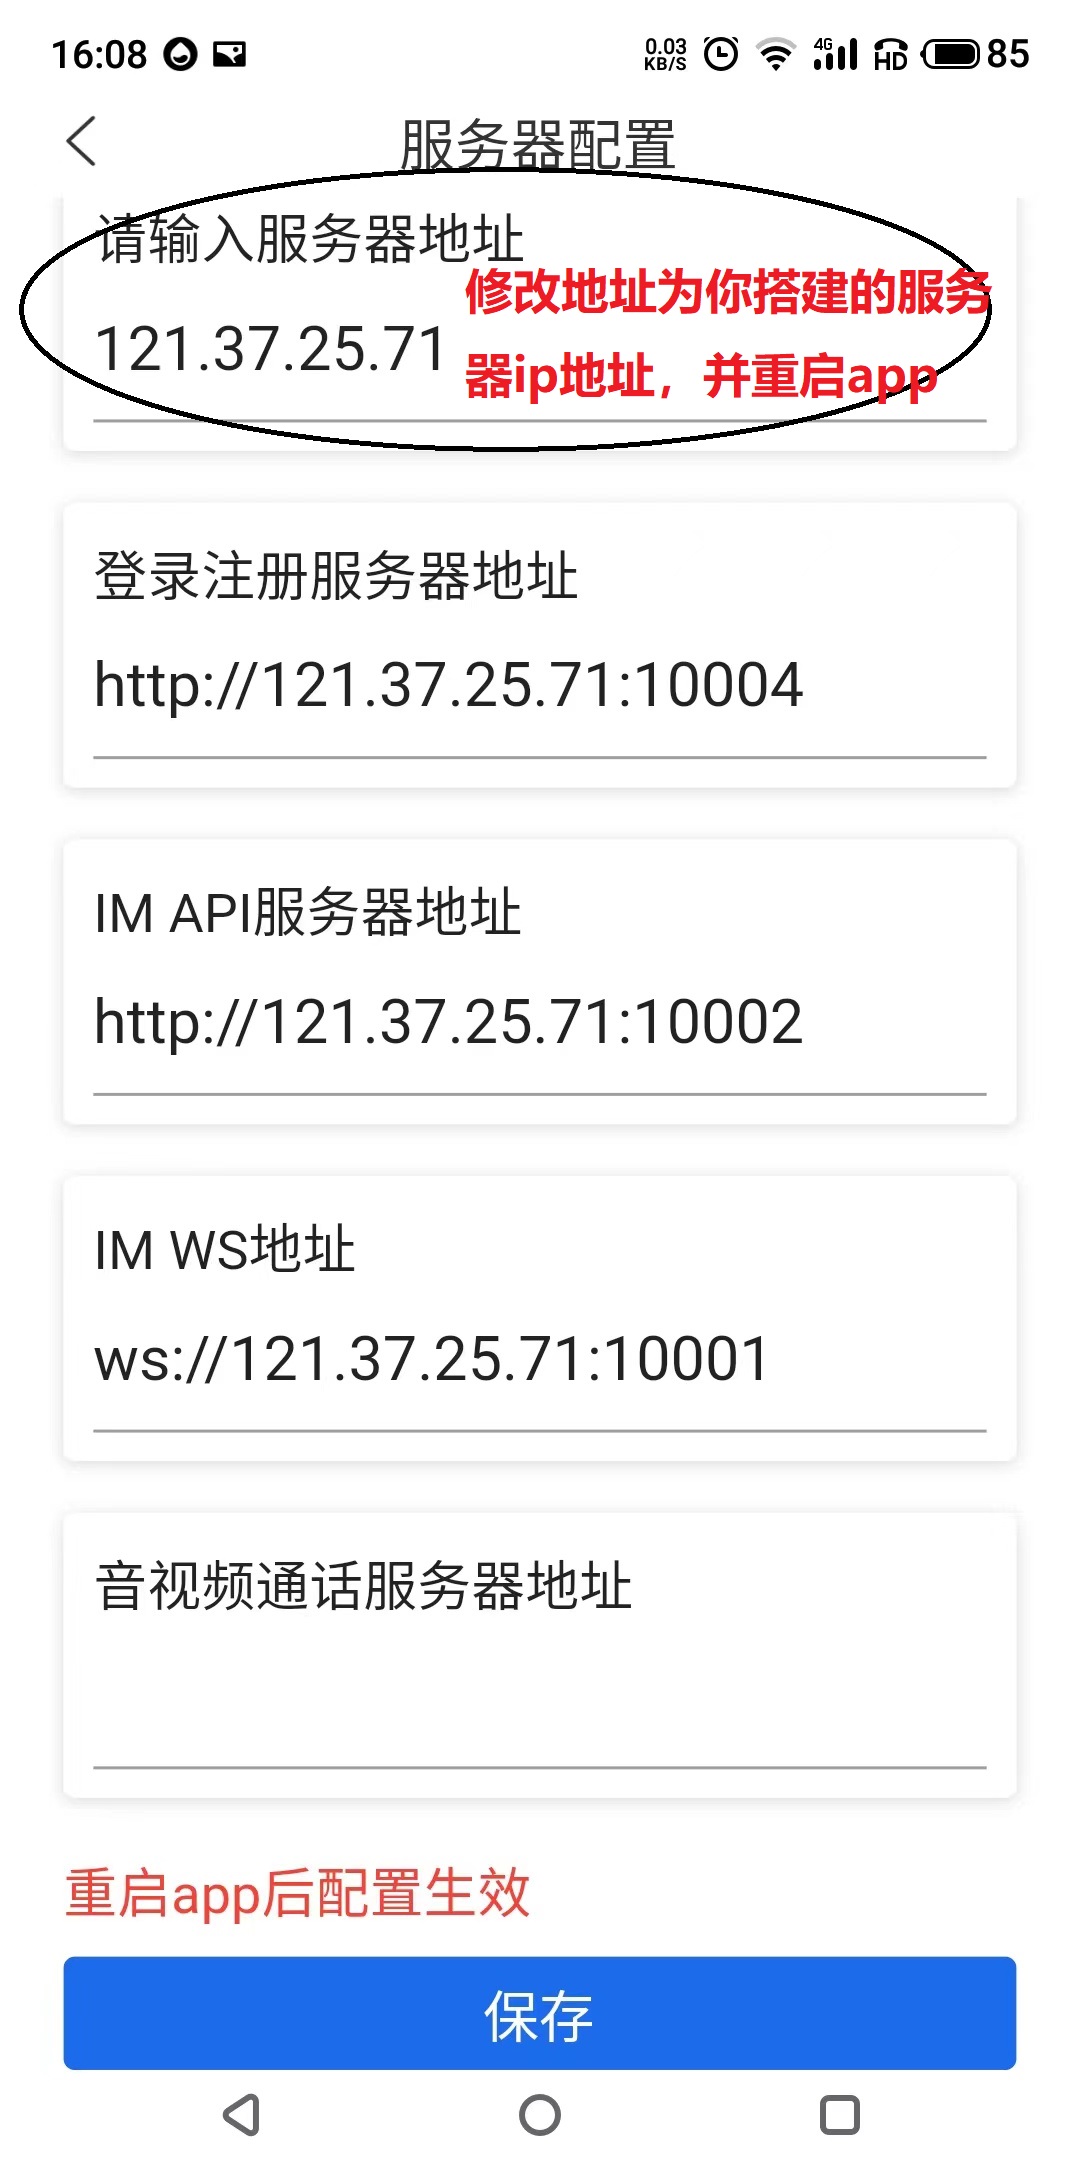 16:08
0.03
KB/S
4G
HD
85
服务器配置
请输入服务器地址
修改地址为你搭建的服务
121.37.25.71
器ip地址，并重启app
登录注册服务器地址
http://121.37.25.71:10004
IM API服务器地址
http://121.37.25.71:10002
IM WS地址
ws://121.37.25.71:10001
音视频通话服务器地址
重启app后配置生效
保存